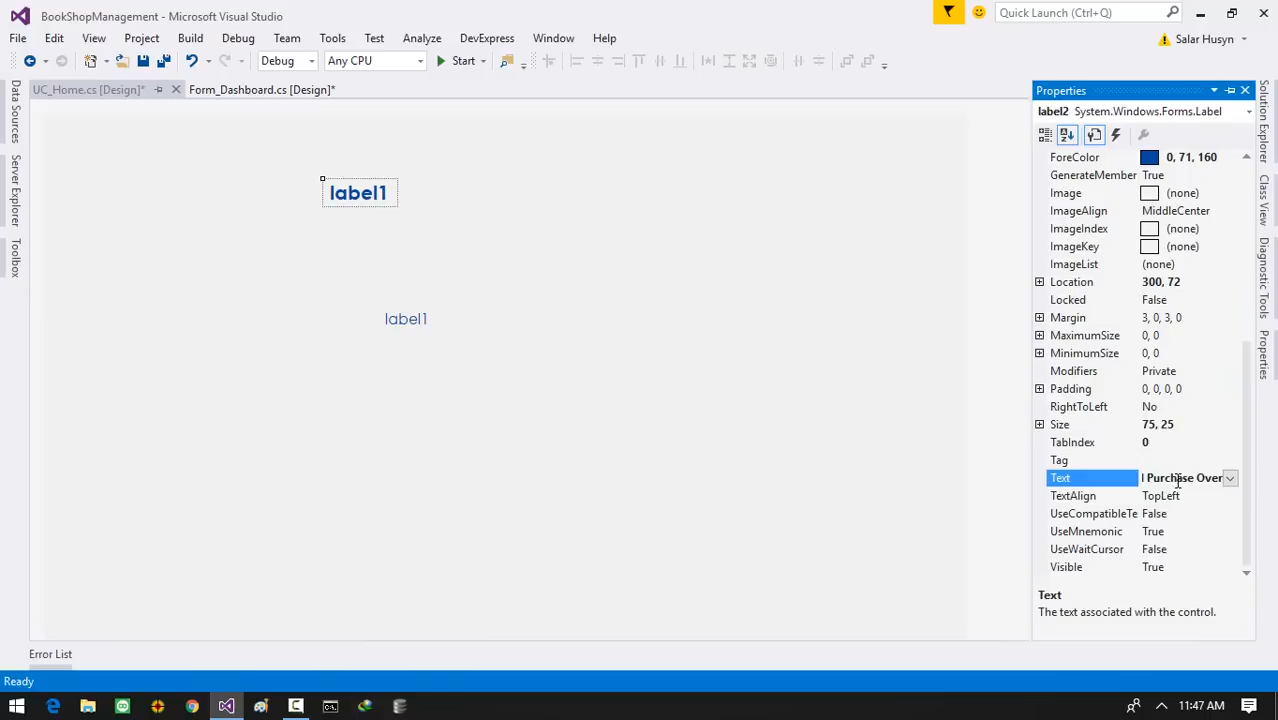 BookShopManagement - Microsoft Visual Studio
Quick Launch (Ctrl+Q)
File Edit View Project Build Debug Team Tools Test Analyze DevExpress Window Help
Salar Husyn
Debug Any CPU Start
UC_Home.cs [Design]* Form_Dashboard.cs [Design]*
Data Sources
Server Explorer
Toolbox
label1
label1
Properties
label2 System.Windows.Forms.Label
ForeColor 0, 71, 160
GenerateMember True
Image (none)
ImageAlign MiddleCenter
ImageIndex (none)
ImageKey (none)
ImageList (none)
Location 300, 72
Locked False
Margin 3, 0, 3, 0
MaximumSize 0, 0
MinimumSize 0, 0
Modifiers Private
Padding 0, 0, 0, 0
RightToLeft No
Size 75, 25
TabIndex 0
Tag
Text Purchase Over
TextAlign TopLeft
UseCompatibleTe False
UseMnemonic True
UseWaitCursor False
Visible True
Text
The text associated with the control.
Solution Explorer
Class View
Diagnostic Tools
Properties
Error List
Ready
11:47 AM